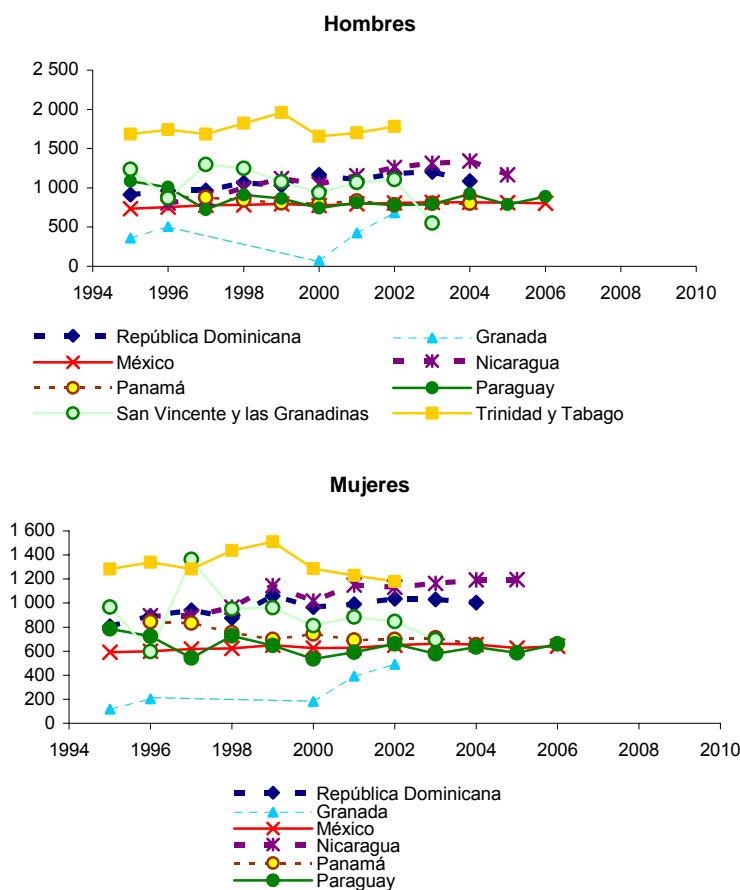 Hombres
2 500
2 000
1 500
1 000
500
0
1994 1996 1998 2000 2002 2004 2006 2008 2010
República Dominicana Granada
México Nicaragua
Panamá Paraguay
San Vincente y las Granadinas Trinidad y Tabago
Mujeres
1 600
1 400
1 200
1 000
800
600
400
200
0
1994 1996 1998 2000 2002 2004 2006 2008 2010
República Dominicana
Granada
México
Nicaragua
Panamá
Paraguay